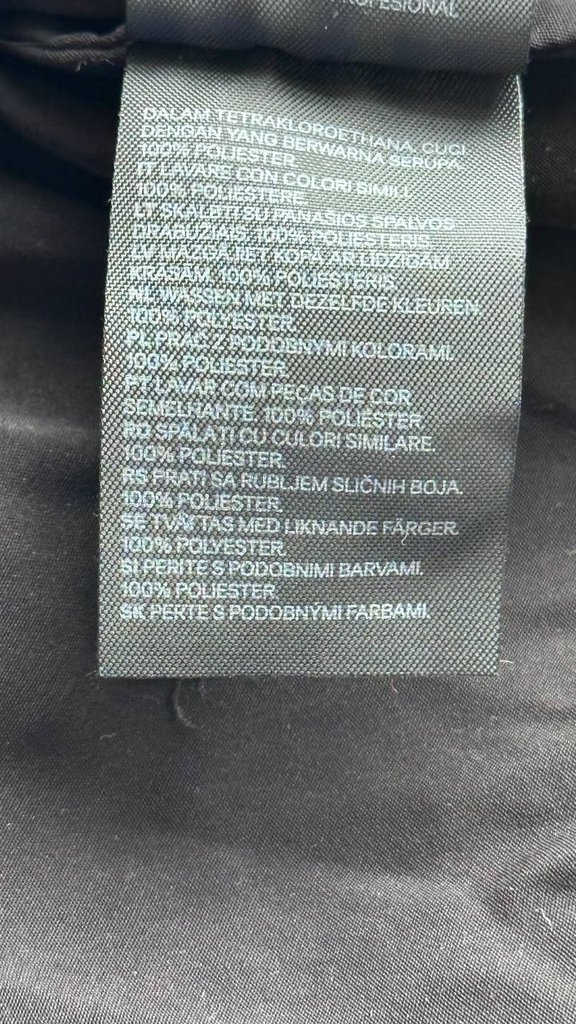 PROFESIONAL
DALAM TETRAKLOROETHANA, CUCI
DENGAN YANG BERWARNA SERUPA.
100% POLIESTER
IT LAVARE CON COLORI SIMILI.
100% POLIESTERE
LT SKALBTI SU PANAŠIOS SPALVOS
DRABUŽIAIS. 100% POLIESTERIS
LV MAZGĀJIET KOPĀ AR LĪDZĪGĀM
KRĀSĀM. 100% POLIESTERIS
NL WASSEN MET DEZELFDE KLEUREN.
100% POLYESTER
PL PRAĆ Z PODOBNYMI KOLORAMI.
100% POLIESTER
PT LAVAR COM PEÇAS DE COR
SEMELHANTE. 100% POLIÉSTER
RO SPĂLAŢI CU CULORI SIMILARE.
100% POLIESTER
RS PRATI SA RUBLJEM SLIČNIH BOJA.
100% POLIESTER
SE TVÄTTAS MED LIKNANDE FÄRGER.
100% POLYESTER
SI PERITE S PODOBNIMI BARVAMI.
100% POLIESTER
SK PERTE S PODOBNÝMI FARBAMI.